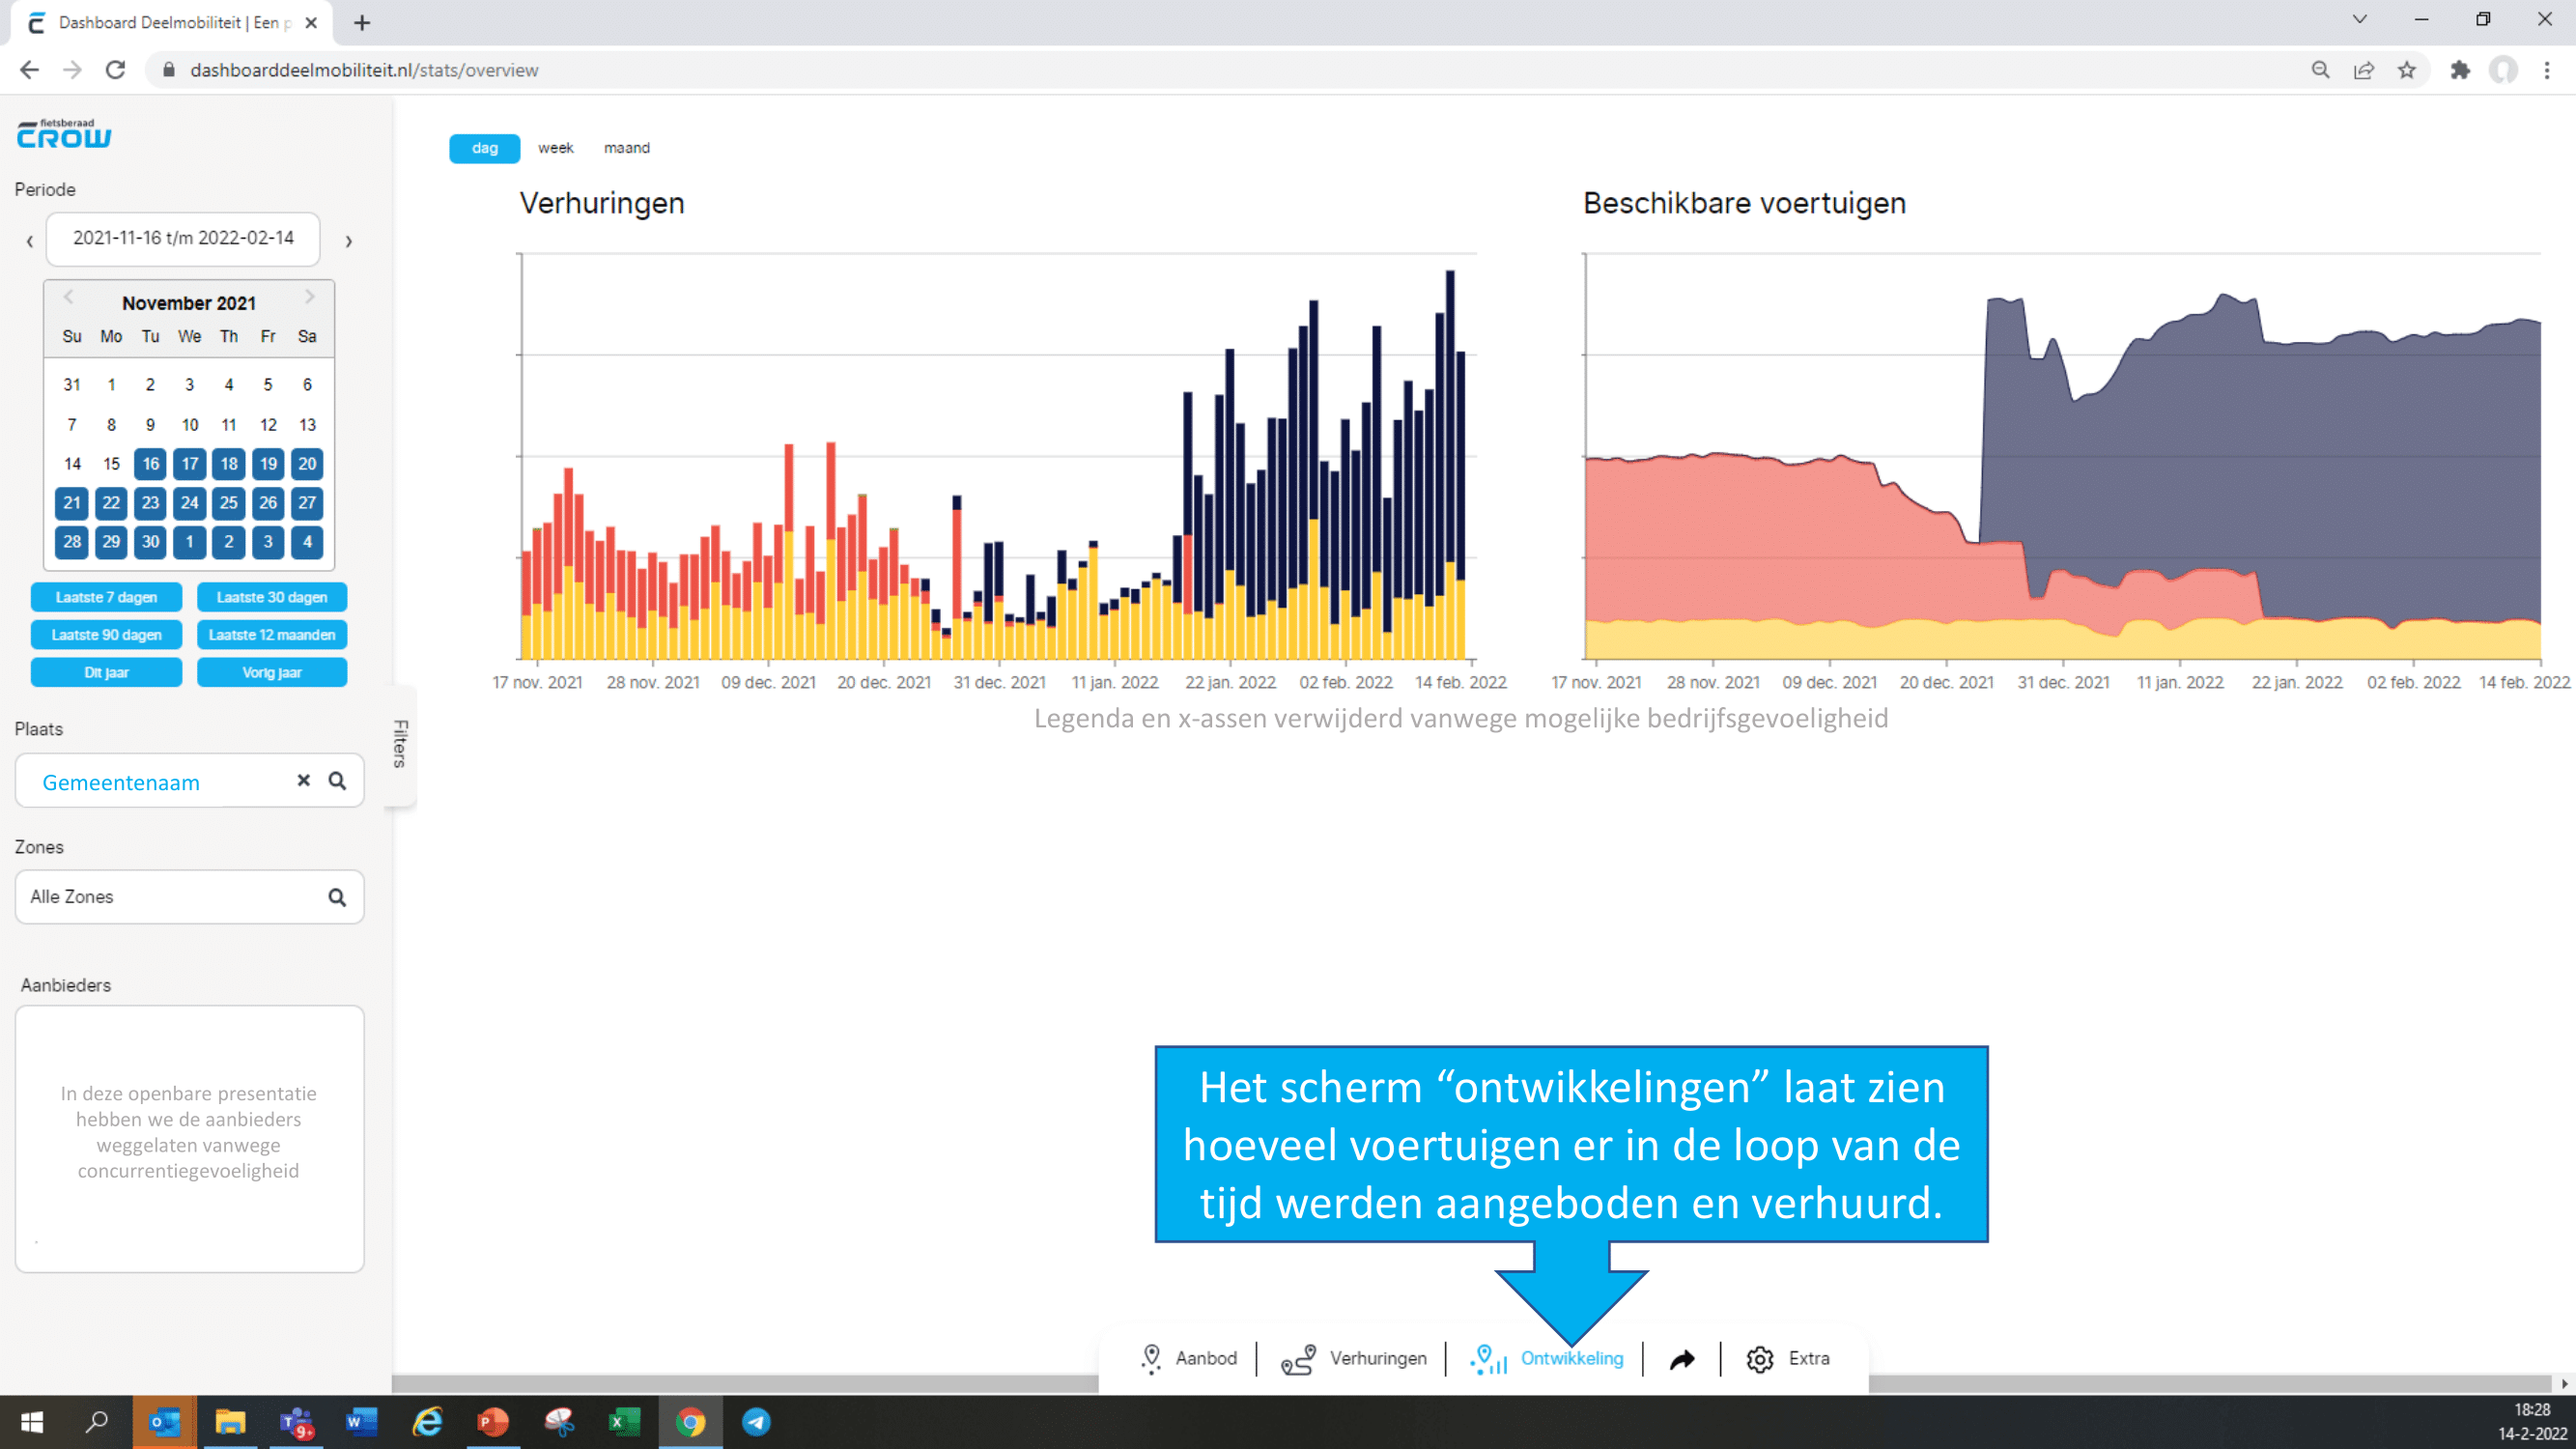 Dashboard Deelmobiliteit | Een p
dashboarddeelmobiliteit.nl/stats/overview
fietsberaad
CROW
Periode
2021-11-16 t/m 2022-02-14
November 2021
Su Mo Tu We Th Fr Sa
31 1 2 3 4 5 6
7 8 9 10 11 12 13
14 15 16 17 18 19 20
21 22 23 24 25 26 27
28 29 30 1 2 3 4
Laatste 7 dagen Laatste 30 dagen
Laatste 90 dagen Laatste 12 maanden
Dit jaar Vorig jaar
Plaats
Gemeentenaam
Zones
Alle Zones
Aanbieders
In deze openbare presentatie
hebben we de aanbieders
weggelaten vanwege
concurrentiegevoeligheid
Filters
dag week maand
Verhuringen
17 nov. 2021 28 nov. 2021 09 dec. 2021 20 dec. 2021 31 dec. 2021 11 jan. 2022 22 jan. 2022 02 feb. 2022 14 feb. 2022
Beschikbare voertuigen
17 nov. 2021 28 nov. 2021 09 dec. 2021 20 dec. 2021 31 dec. 2021 11 jan. 2022 22 jan. 2022 02 feb. 2022 14 feb. 2022
Legenda en x-assen verwijderd vanwege mogelijke bedrijfsgevoeligheid
Het scherm “ontwikkelingen” laat zien
hoeveel voertuigen er in de loop van de
tijd werden aangeboden en verhuurd.
Aanbod Verhuringen Ontwikkeling Extra
9+
18:28
14-2-2022